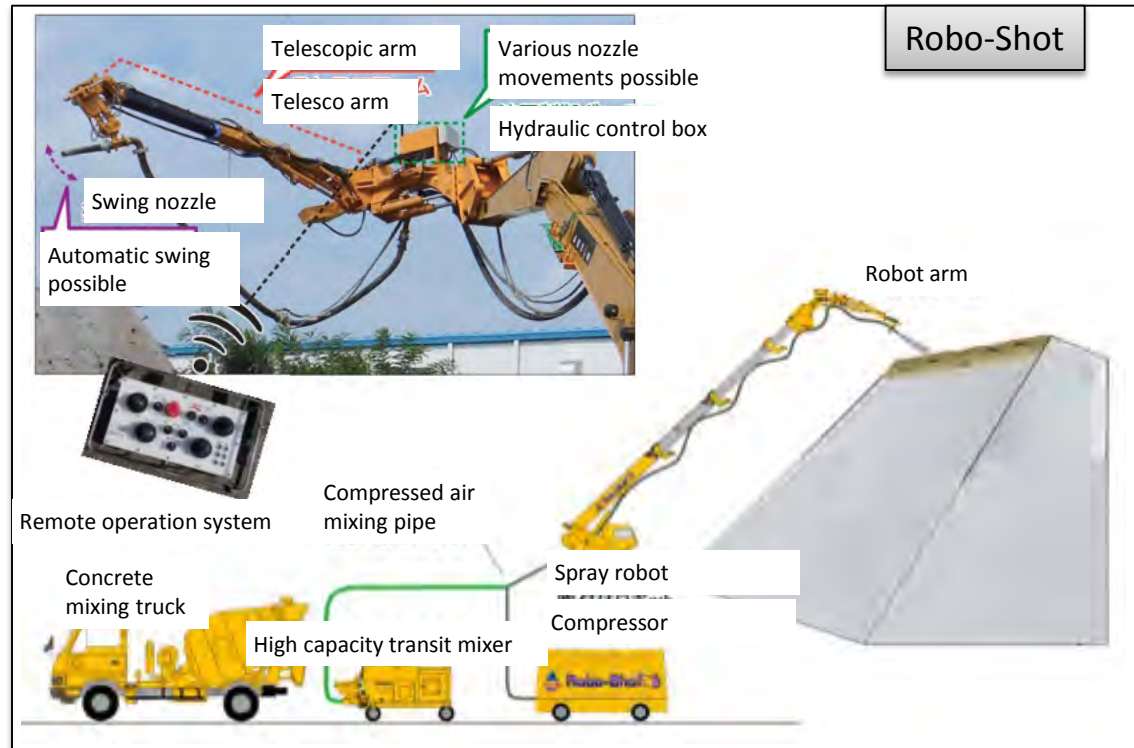 Robo-Shot
Telescopic arm
Telesco arm
Various nozzle
movements possible
Hydraulic control box
Swing nozzle
Automatic swing
possible
Robot arm
Remote operation system
Compressed air
mixing pipe
Concrete
mixing truck
High capacity transit mixer
Spray robot
Compressor
Robo-Shot